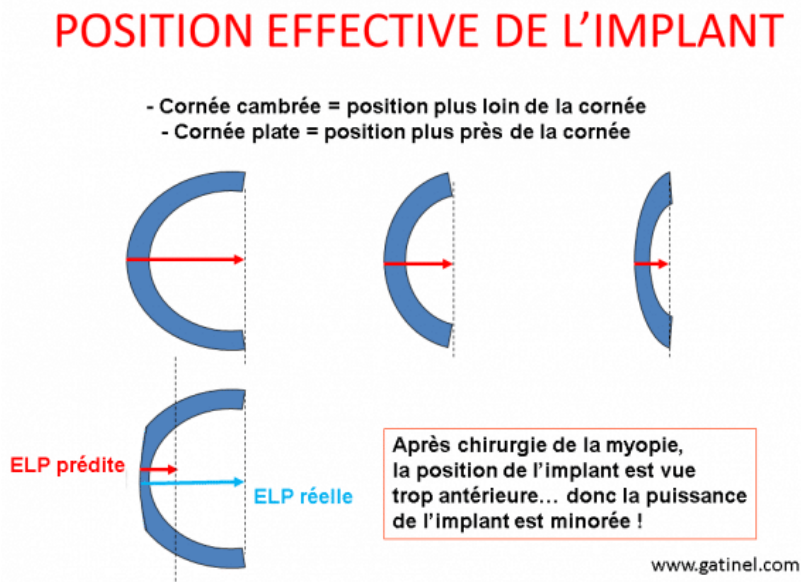 POSITION EFFECTIVE DE L'IMPLANT
- Cornée cambrée = position plus loin de la cornée
- Cornée plate = position plus près de la cornée
ELP prédite
ELP réelle
Après chirurgie de la myopie,
la position de l'implant est vue
trop antérieure... donc la puissance
de l'implant est minorée !
www.gatinel.com